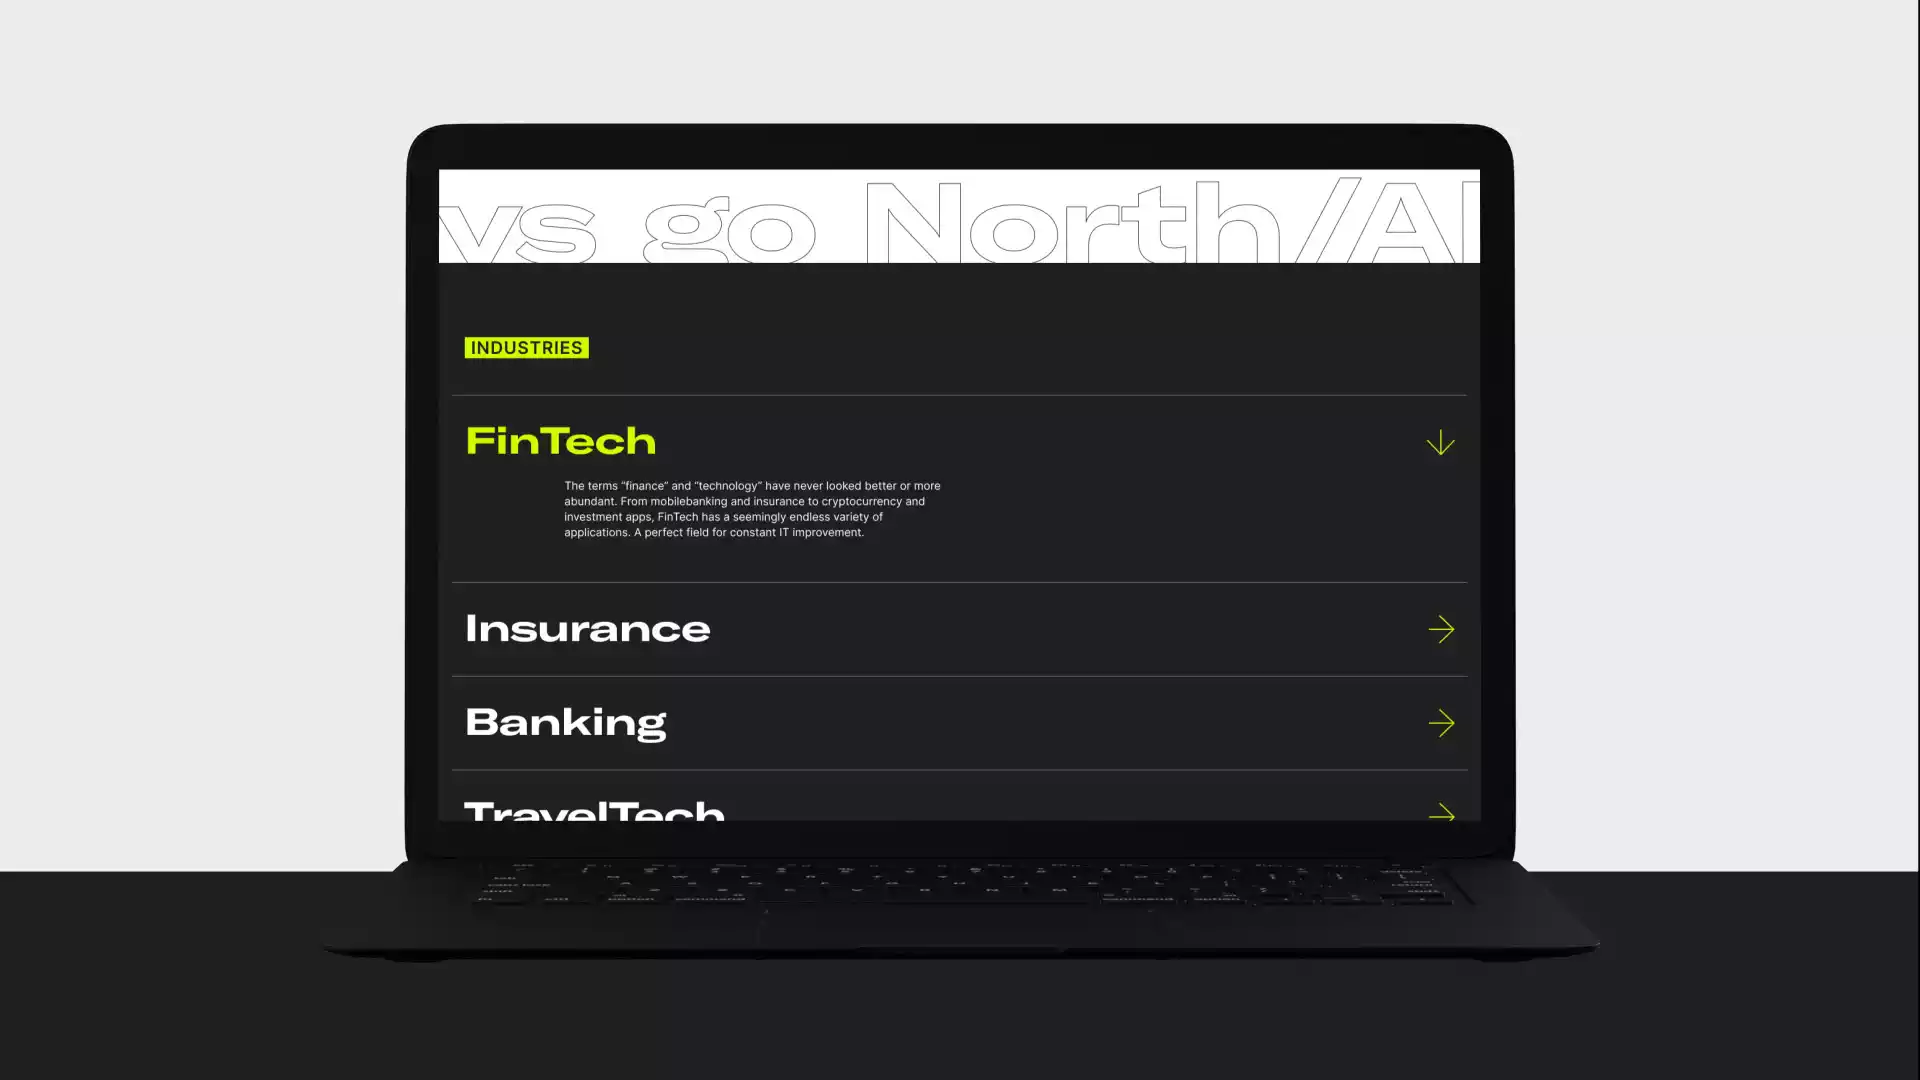 go North/
INDUSTRIES
FinTech
The terms “finance” and “technology” have never looked better or more
abundant. From mobilebanking and insurance to cryptocurrency and
investment apps, FinTech has a seemingly endless variety of
applications. A perfect field for constant IT improvement.
Insurance
Banking
TravelTech